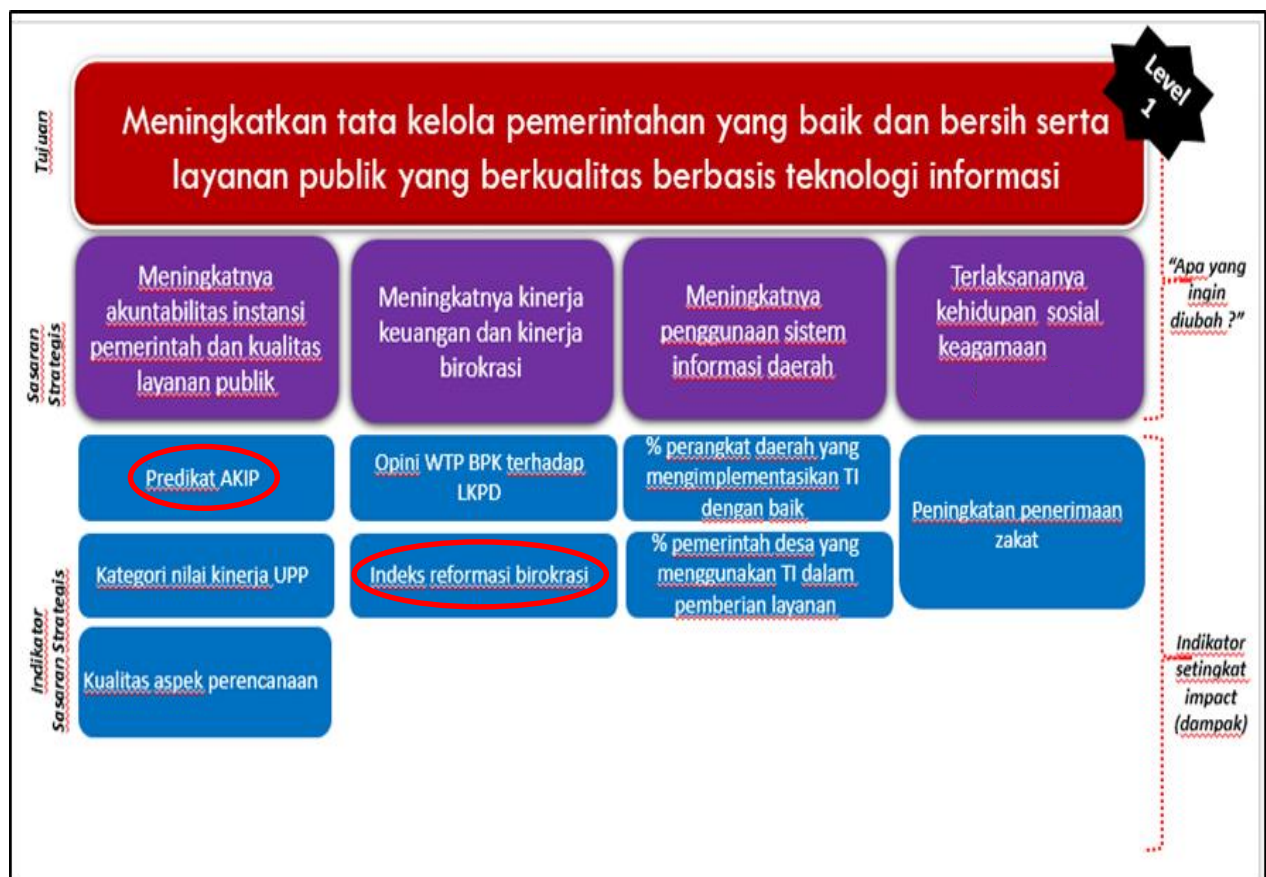 Level
1
Tujuan
Meningkatkan tata kelola pemerintahan yang baik dan bersih serta
layanan publik yang berkualitas berbasis teknologi informasi
Sasaran
Strategis
Meningkatnya
akuntabilitas instansi
pemerintah dan kualitas
layanan publik
Meningkatnya kinerja
keuangan dan kinerja
birokrasi
Meningkatnya
penggunaan sistem
informasi daerah
Terlaksananya
kehidupan sosial
keagamaan
"Apa yang
ingin
diubah ?"
Indikator
Sasaran Strategis
Predikat AKIP
Kategori nilai kinerja UPP
Kualitas aspek perencanaan
Opini WTP BPK terhadap
LKPD
Indeks reformasi birokrasi
% perangkat daerah yang
mengimplementasikan TI
dengan baik
% pemerintah desa yang
menggunakan TI dalam
pemberian layanan
Peningkatan penerimaan
zakat
Indikator
setingkat
impact
(dampak)